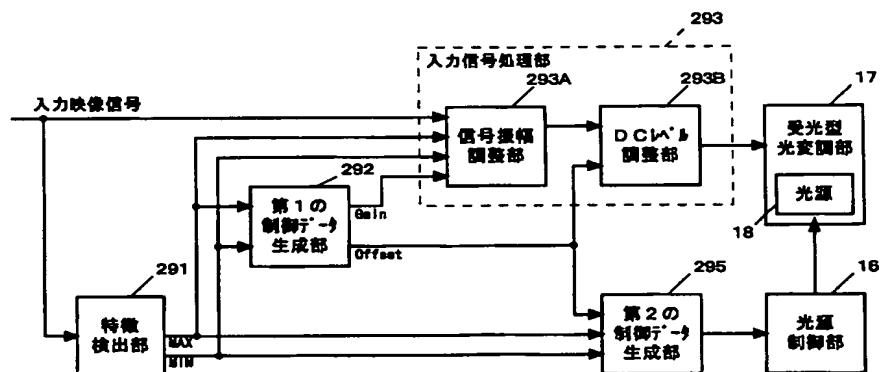 293
入力信号処理部
293A
293B
17
入力映像信号
信号振幅
調整部
DCレベル
調整部
受光型
光変調部
光源
18
292
第1の
制御データ
生成部
Gain
Offset
291
特徴
検出部
MAX
MIN
295
第2の
制御データ
生成部
16
光源
制御部